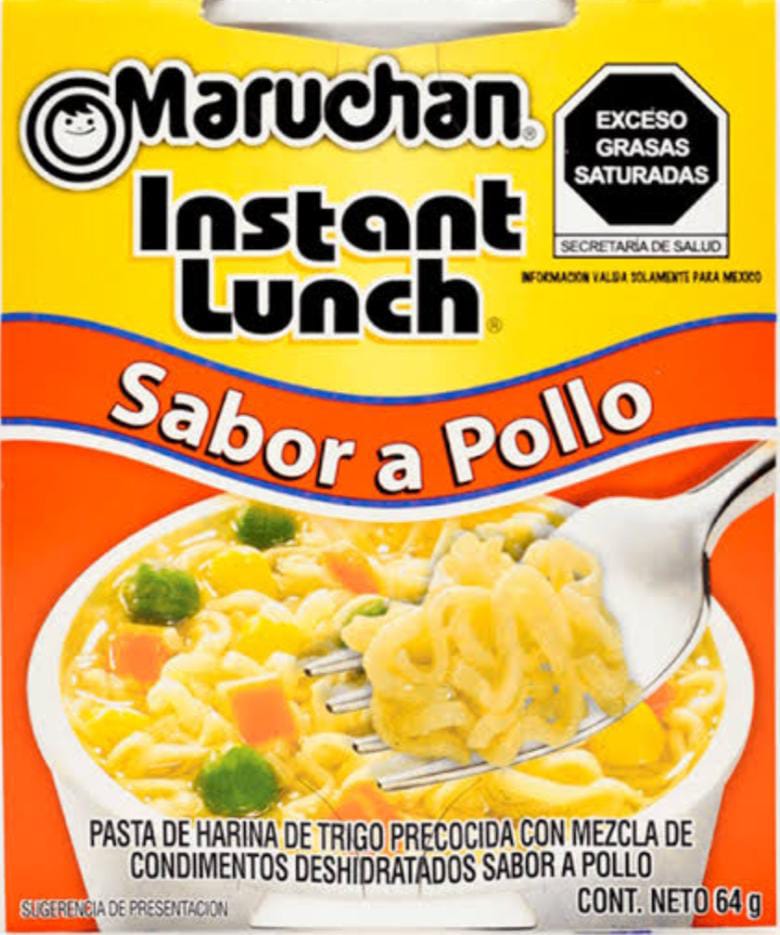 Maruchan®
Instant
Lunch®
EXCESO
GRASAS
SATURADAS
SECRETARÍA DE SALUD
INFORMACION VALIDA SOLAMENTE PARA MEXICO
Sabor a Pollo
PASTA DE HARINA DE TRIGO PRECOCIDA CON MEZCLA DE
CONDIMENTOS DESHIDRATADOS SABOR A POLLO
SUGERENCIA DE PRESENTACION
CONT. NETO 64 g